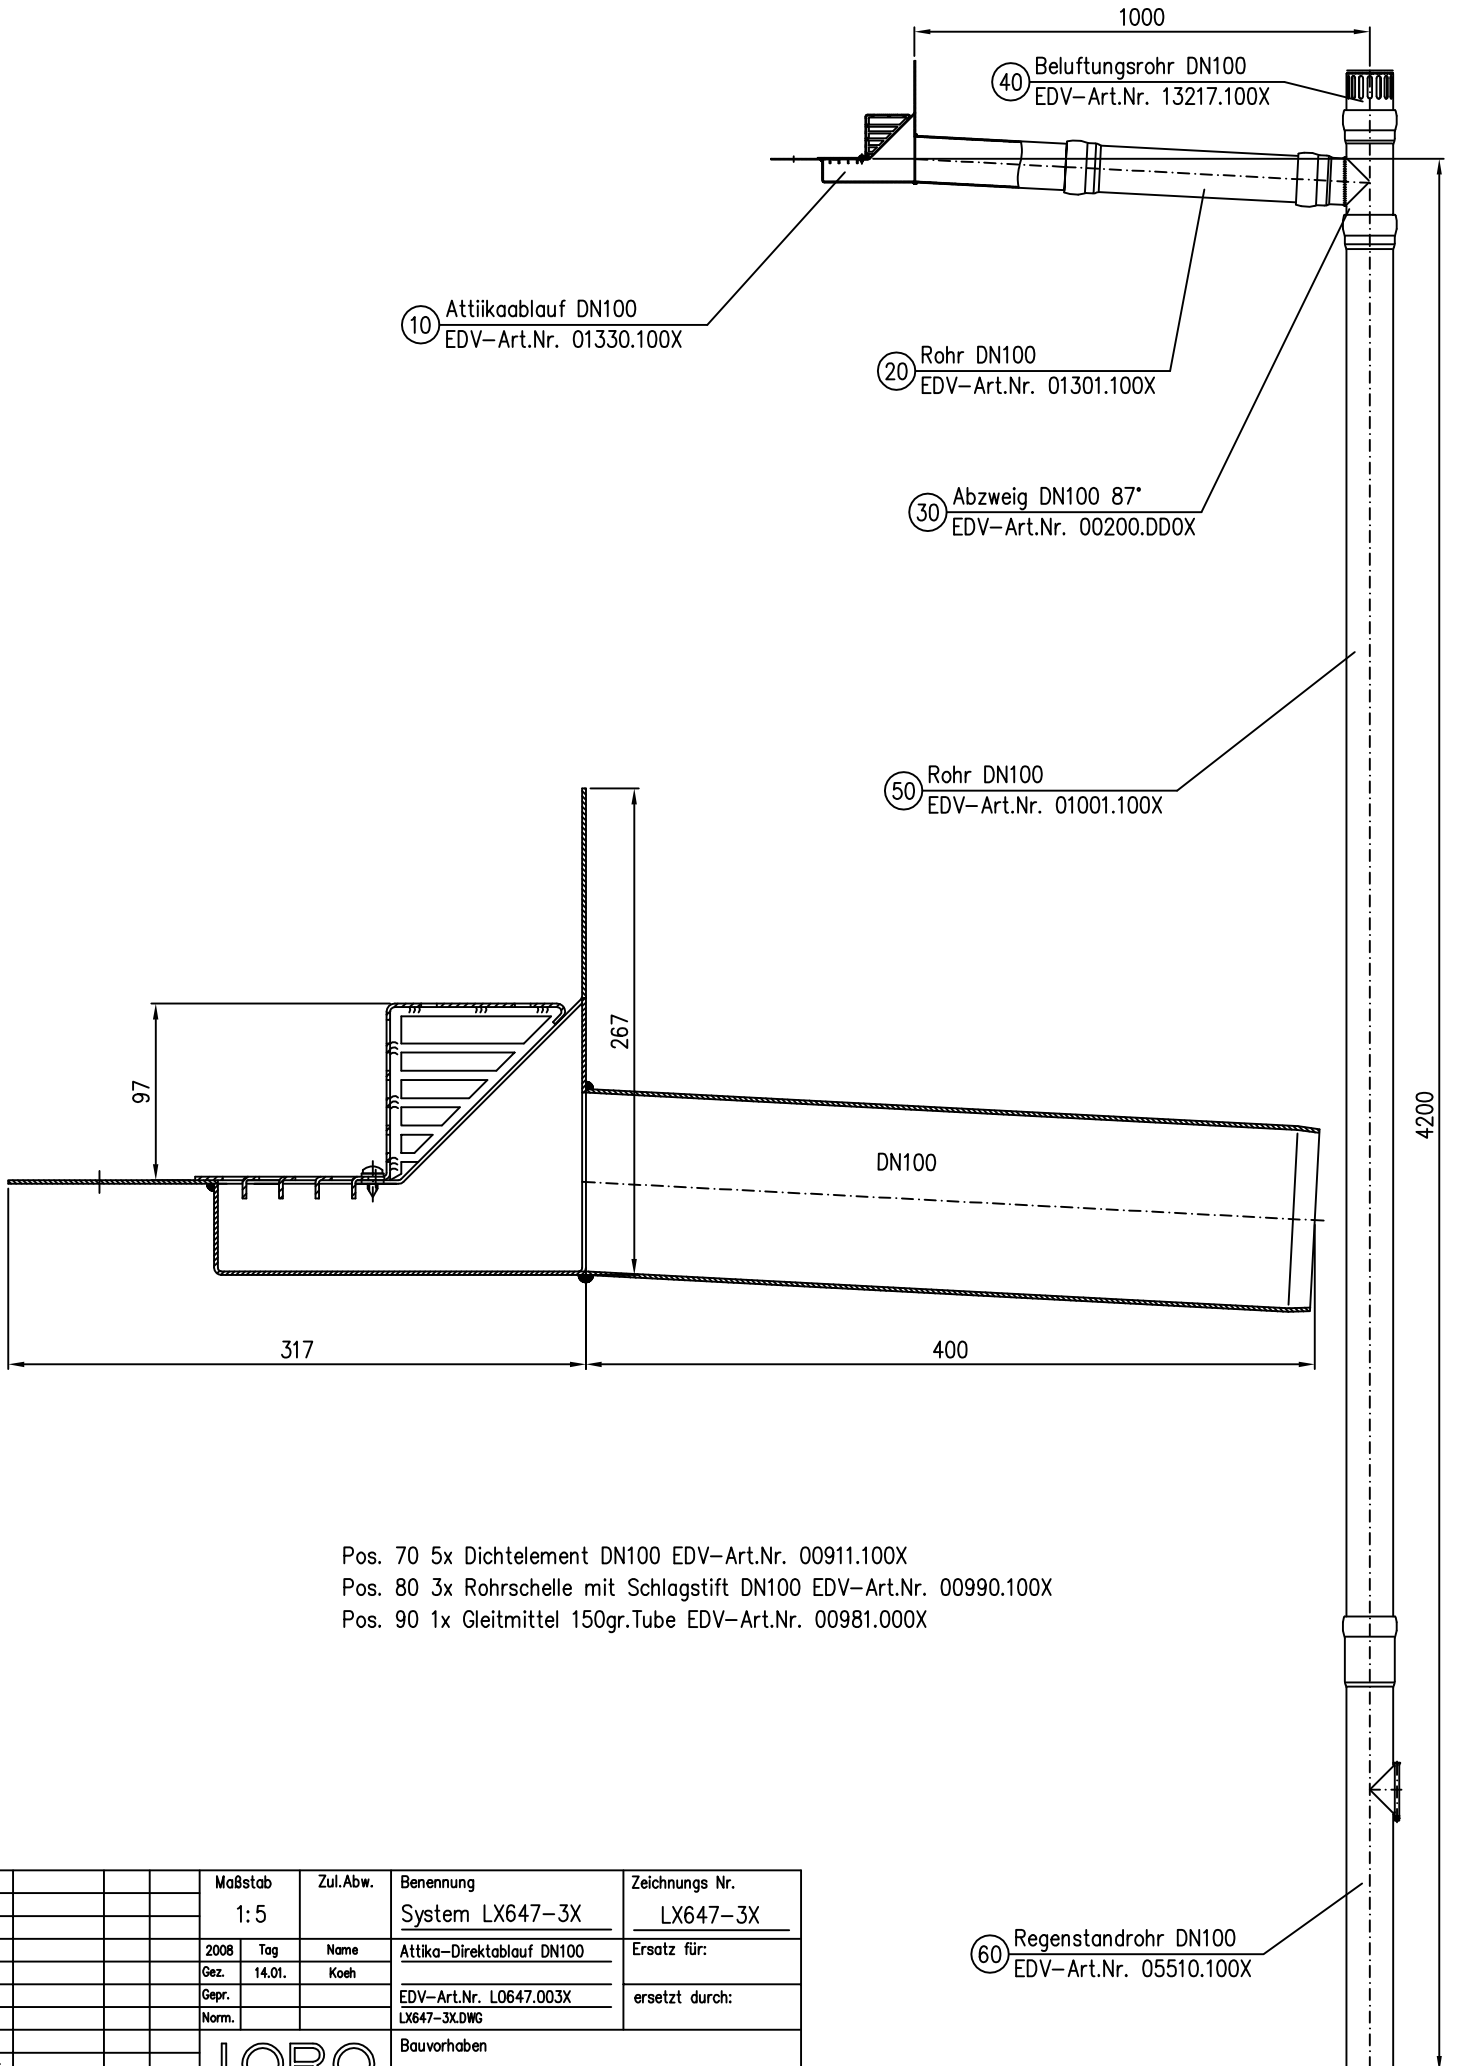 1000
40
Beluftungsrohr DN100
EDV-Art.Nr. 13217.100X
10
Attiikaablauf DN100
EDV-Art.Nr. 01330.100X
20
Rohr DN100
EDV-Art.Nr. 01301.100X
30
Abzweig DN100 87°
EDV-Art.Nr. 00200.DD0X
50
Rohr DN100
EDV-Art.Nr. 01001.100X
267
97
4200
DN100
317
400
Pos. 70 5x Dichtelement DN100 EDV-Art.Nr. 00911.100X
Pos. 80 3x Rohrschelle mit Schlagstift DN100 EDV-Art.Nr. 00990.100X
Pos. 90 1x Gleitmittel 150gr.Tube EDV-Art.Nr. 00981.000X
60
Regenstandrohr DN100
EDV-Art.Nr. 05510.100X
Maßstab Zul.Abw. Benennung Zeichnungs Nr.
1:5 System LX647-3X LX647-3X
2008 Tag Name Attika-Direktablauf DN100 Ersatz für:
Gez. 14.01. Koeh
Gepr. EDV-Art.Nr. L0647.003X ersetzt durch:
Norm. LX647-3X.DWG
LORO Bauvorhaben